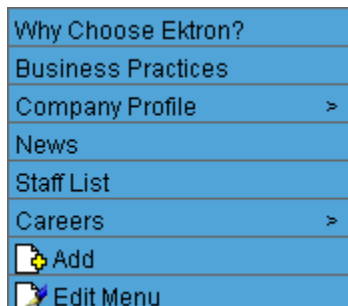 Why Choose Ektron?
Business Practices
Company Profile >
News
Staff List
Careers >
Add
Edit Menu